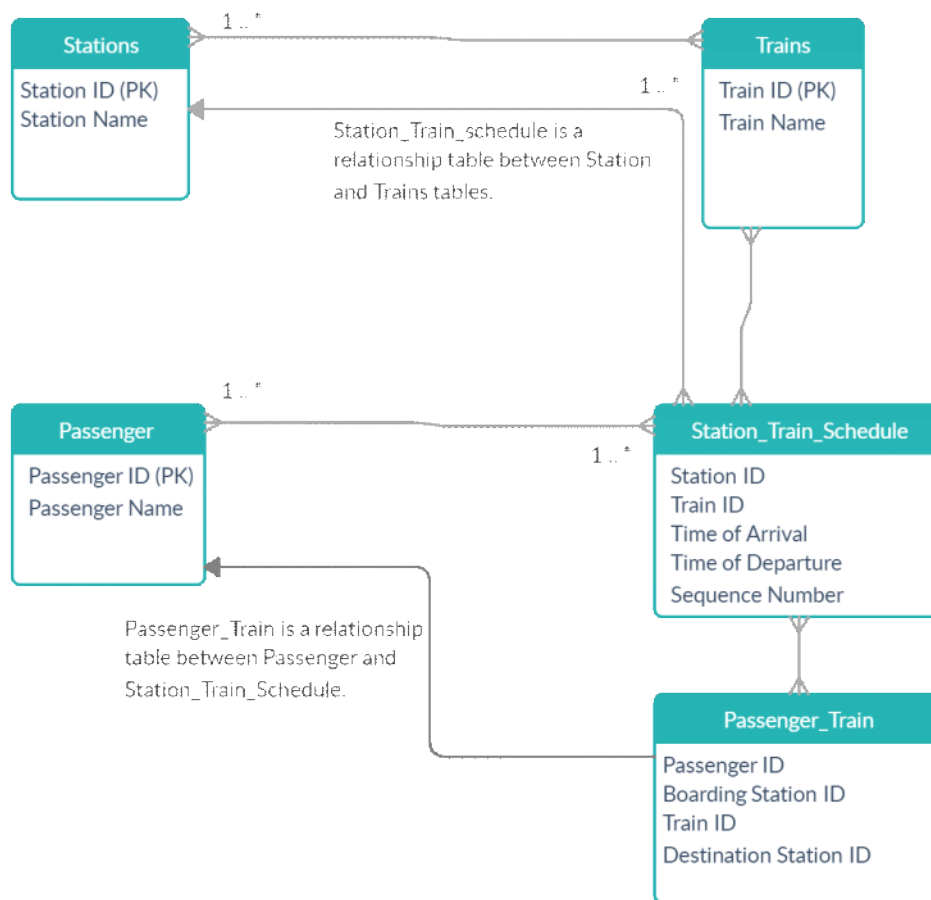 1 .. *
Stations
Station ID (PK)
Station Name
Trains
Train ID (PK)
Train Name
1 .. *
Station_Train_schedule is a
relationship table between Station
and Trains tables.
1 .. *
Passenger
Passenger ID (PK)
Passenger Name
1 .. *
Station_Train_Schedule
Station ID
Train ID
Time of Arrival
Time of Departure
Sequence Number
Passenger_Train is a relationship
table between Passenger and
Station_Train_Schedule.
Passenger_Train
Passenger ID
Boarding Station ID
Train ID
Destination Station ID